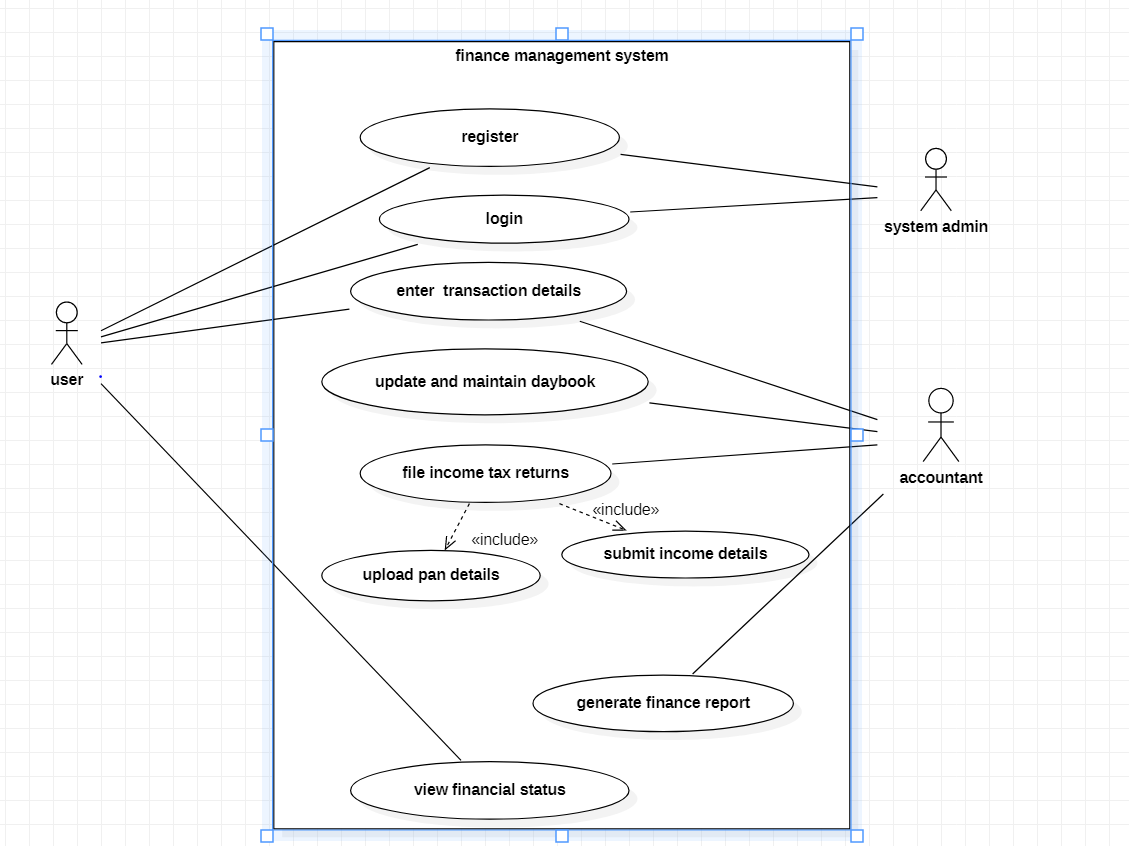 finance management system
register
login
system admin
enter  transaction details
user
update and maintain daybook
file income tax returns
accountant
«include»
«include»
submit income details
upload pan details
generate finance report
view financial status